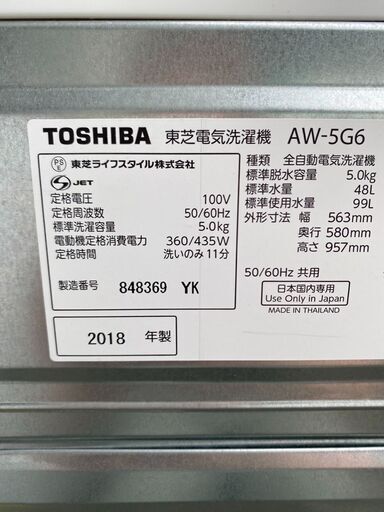 TOSHIBA 東芝電気洗濯機 AW-5G6
PS E 東芝ライフスタイル株式会社
S JET
定格電圧 100V
定格周波数 50/60Hz
標準洗濯容量 5.0kg
電動機定格消費電力 360/435W
定格時間 洗いのみ11分
製造番号 848369 YK
2018 年製
種類 全自動電気洗濯機
標準脱水容量 5.0kg
標準水量 48L
標準使用水量 99L
外形寸法 幅 563mm
奥行 580mm
高さ 957mm
50/60Hz 共用
日本国内専用
Use Only in Japan
MADE IN THAILAND